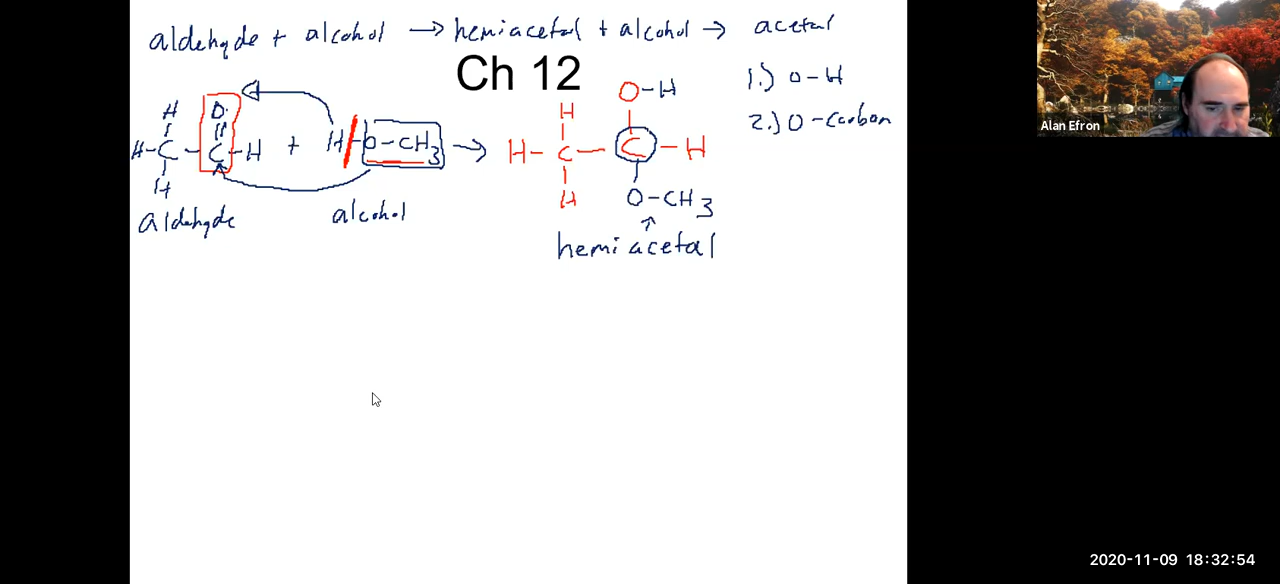 aldehyde + alcohol → hemiacetal + alcohol → acetal
Ch 12
1.) O-H
2.) O-Carbon
H O H
H-C-C-H + H-O-CH3 →
H
aldehyde
alcohol
O-H
H
H-C-C-H
H O-CH3
hemiacetal
Alan Efron
2020-11-09 18:32:54